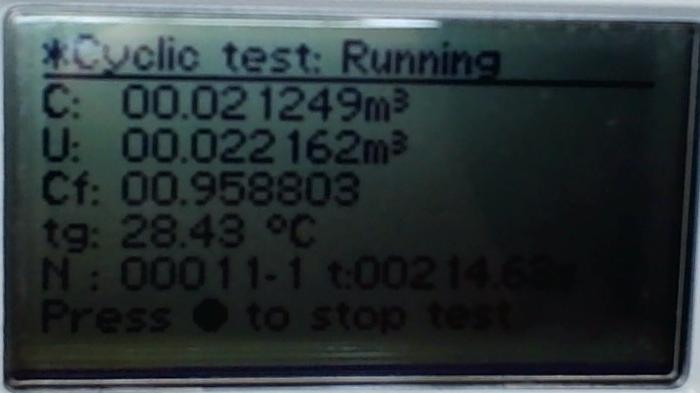 *Cyclic test: Running
C: 00.021249m³
U: 00.022162m³
Cf: 00.958803
tg: 28.43 °C
N : 00011-1
Press ● to stop test